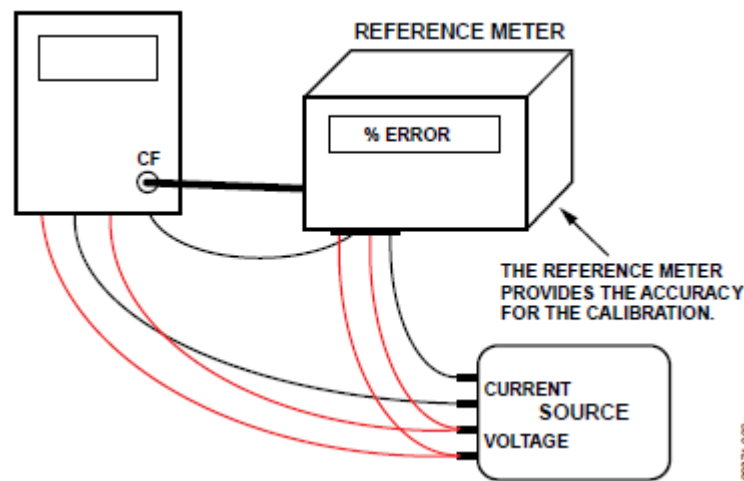 REFERENCE METER
% ERROR
CF
THE REFERENCE METER
PROVIDES THE ACCURACY
FOR THE CALIBRATION.
CURRENT
SOURCE
VOLTAGE